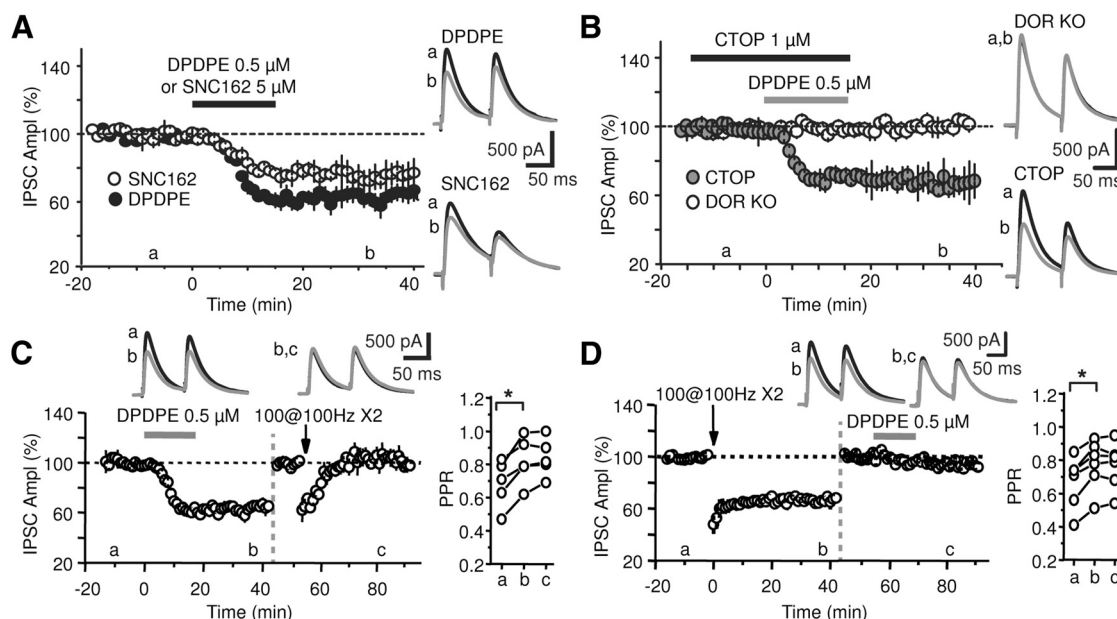 A
DPDPE
140
DPDPE 0.5 µM
or SNC162 5 µM
a
b
IPSC Ampl (%)
100
500 pA
50 ms
SNC162
DPDPE
SNC162
60
a
b
a
b
20
-20
0
20
40
Time (min)
B
DOR KO
CTOP 1 µM
a,b
140
DPDPE 0.5 µM
IPSC Ampl (%)
100
500 pA
50 ms
CTOP
DOR KO
CTOP
60
a
b
a
b
20
-20
0
20
40
Time (min)
C
a
b
b,c
500 pA
50 ms
140
DPDPE 0.5 µM
100@100Hz X2
IPSC Ampl (%)
100
60
a
b
c
20
0
20
40
60
80
Time (min)
1.2
1.0
0.8
0.6
0.4
0.2
PPR
*
a
b
c
D
a
b
b,c
500 pA
50 ms
100@100Hz X2
140
DPDPE 0.5 µM
IPSC Ampl (%)
100
60
a
b
c
20
0
20
40
60
80
Time (min)
1.2
1.0
0.8
0.6
0.4
0.2
PPR
*
a
b
c